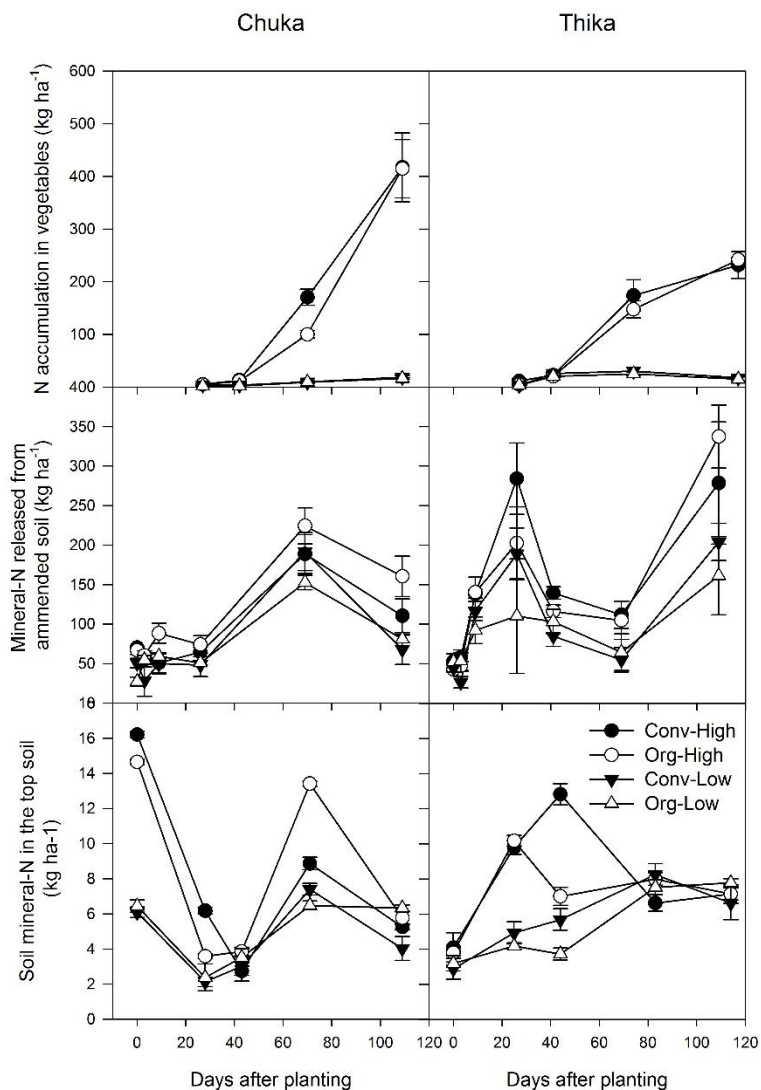 Chuka
Thika
N accumulation in vegetables (kg ha-1)
600
500
400
300
200
100
400
Mineral-N released from
ammended soil (kg ha-1)
350
300
250
200
150
100
50
Soil mineral-N in the top soil
(kg ha-1)
16
14
12
10
8
6
4
2
0
Conv-High
Org-High
Conv-Low
Org-Low
0 20 40 60 80 100 120 0 20 40 60 80 100 120
Days after planting
Days after planting